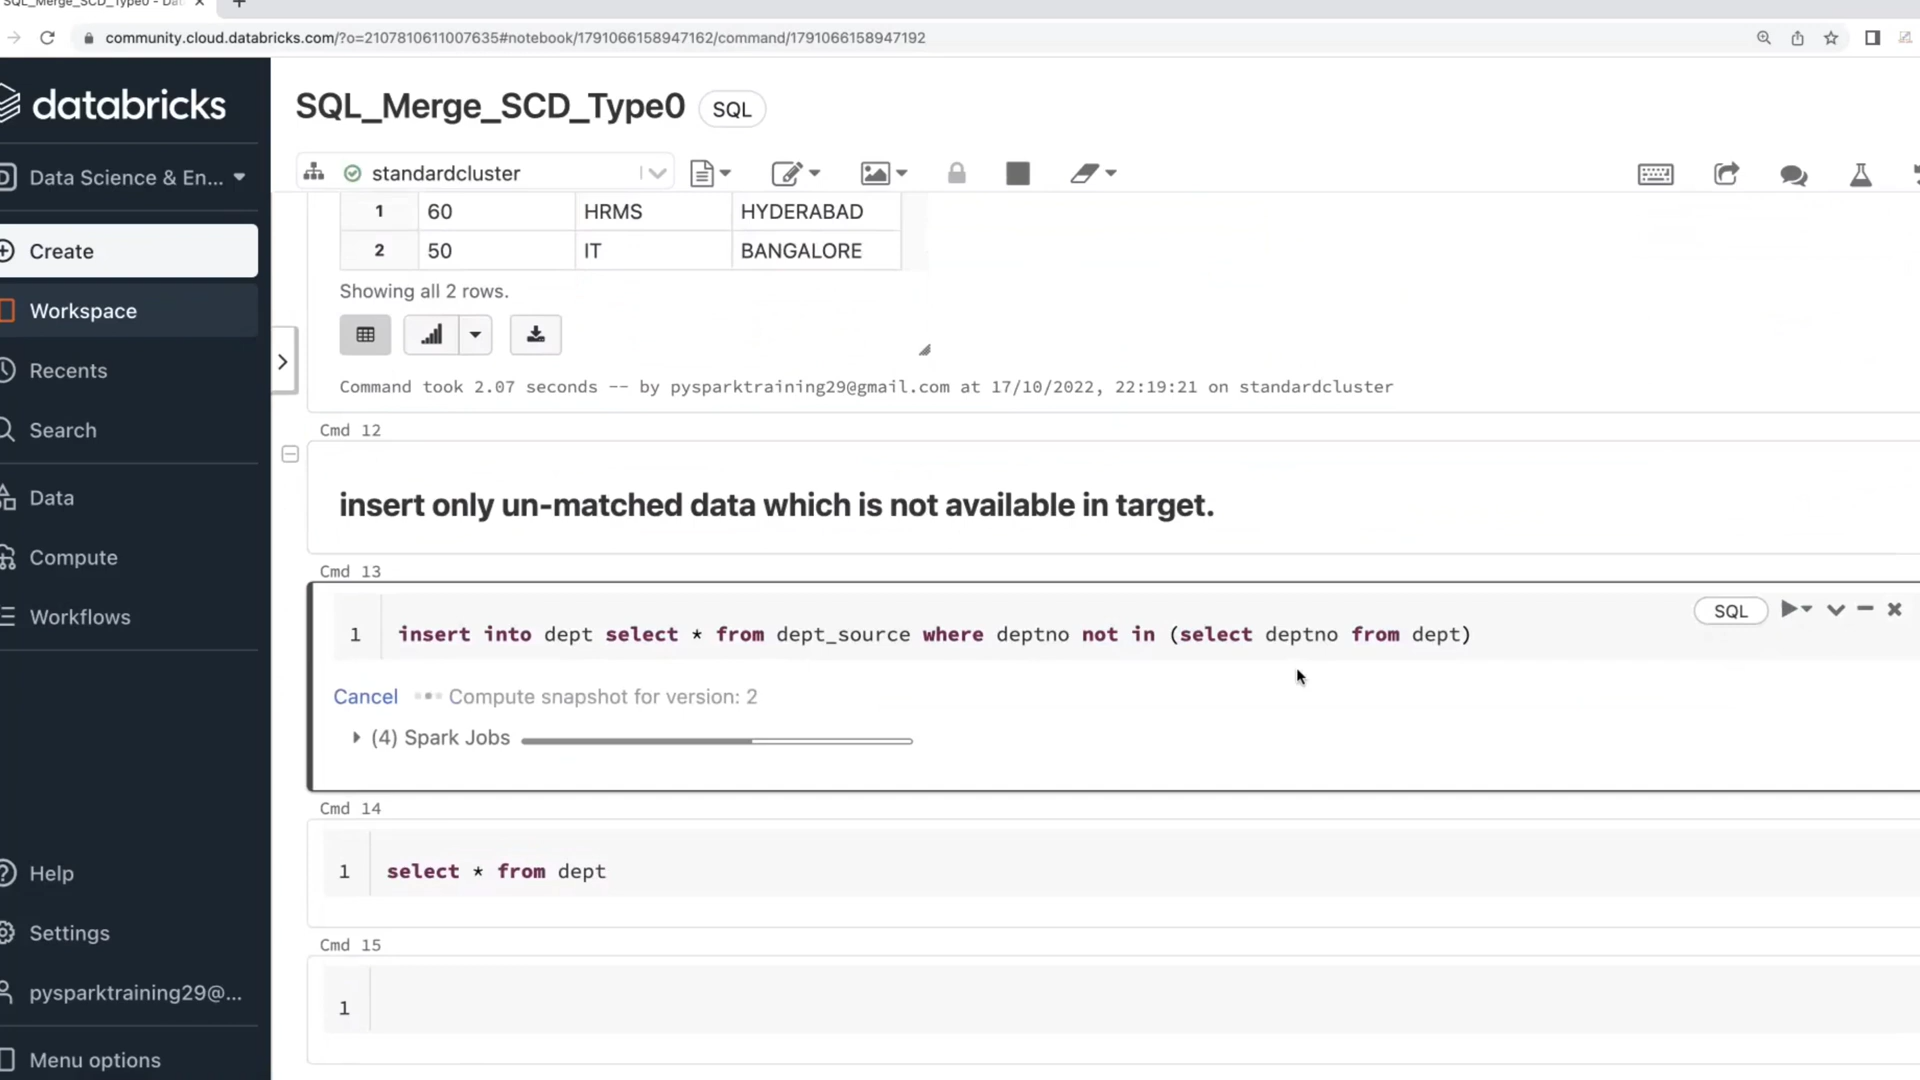 SQL_Merge_SCD_Type0 - Da
community.cloud.databricks.com/?o=2107810611007635#notebook/1791066158947162/command/1791066158947192
databricks
SQL_Merge_SCD_Type0 SQL
Data Science & En...
standardcluster
Create
Workspace
Recents
Search
Data
Compute
Workflows
Help
Settings
pysparktraining29@...
Menu options
1 60 HRMS HYDERABAD
2 50 IT BANGALORE
Showing all 2 rows.
Command took 2.07 seconds -- by pysparktraining29@gmail.com at 17/10/2022, 22:19:21 on standardcluster
Cmd 12
insert only un-matched data which is not available in target.
Cmd 13
SQL
1 insert into dept select * from dept_source where deptno not in (select deptno from dept)
Cancel Compute snapshot for version: 2
(4) Spark Jobs
Cmd 14
1 select * from dept
Cmd 15
1